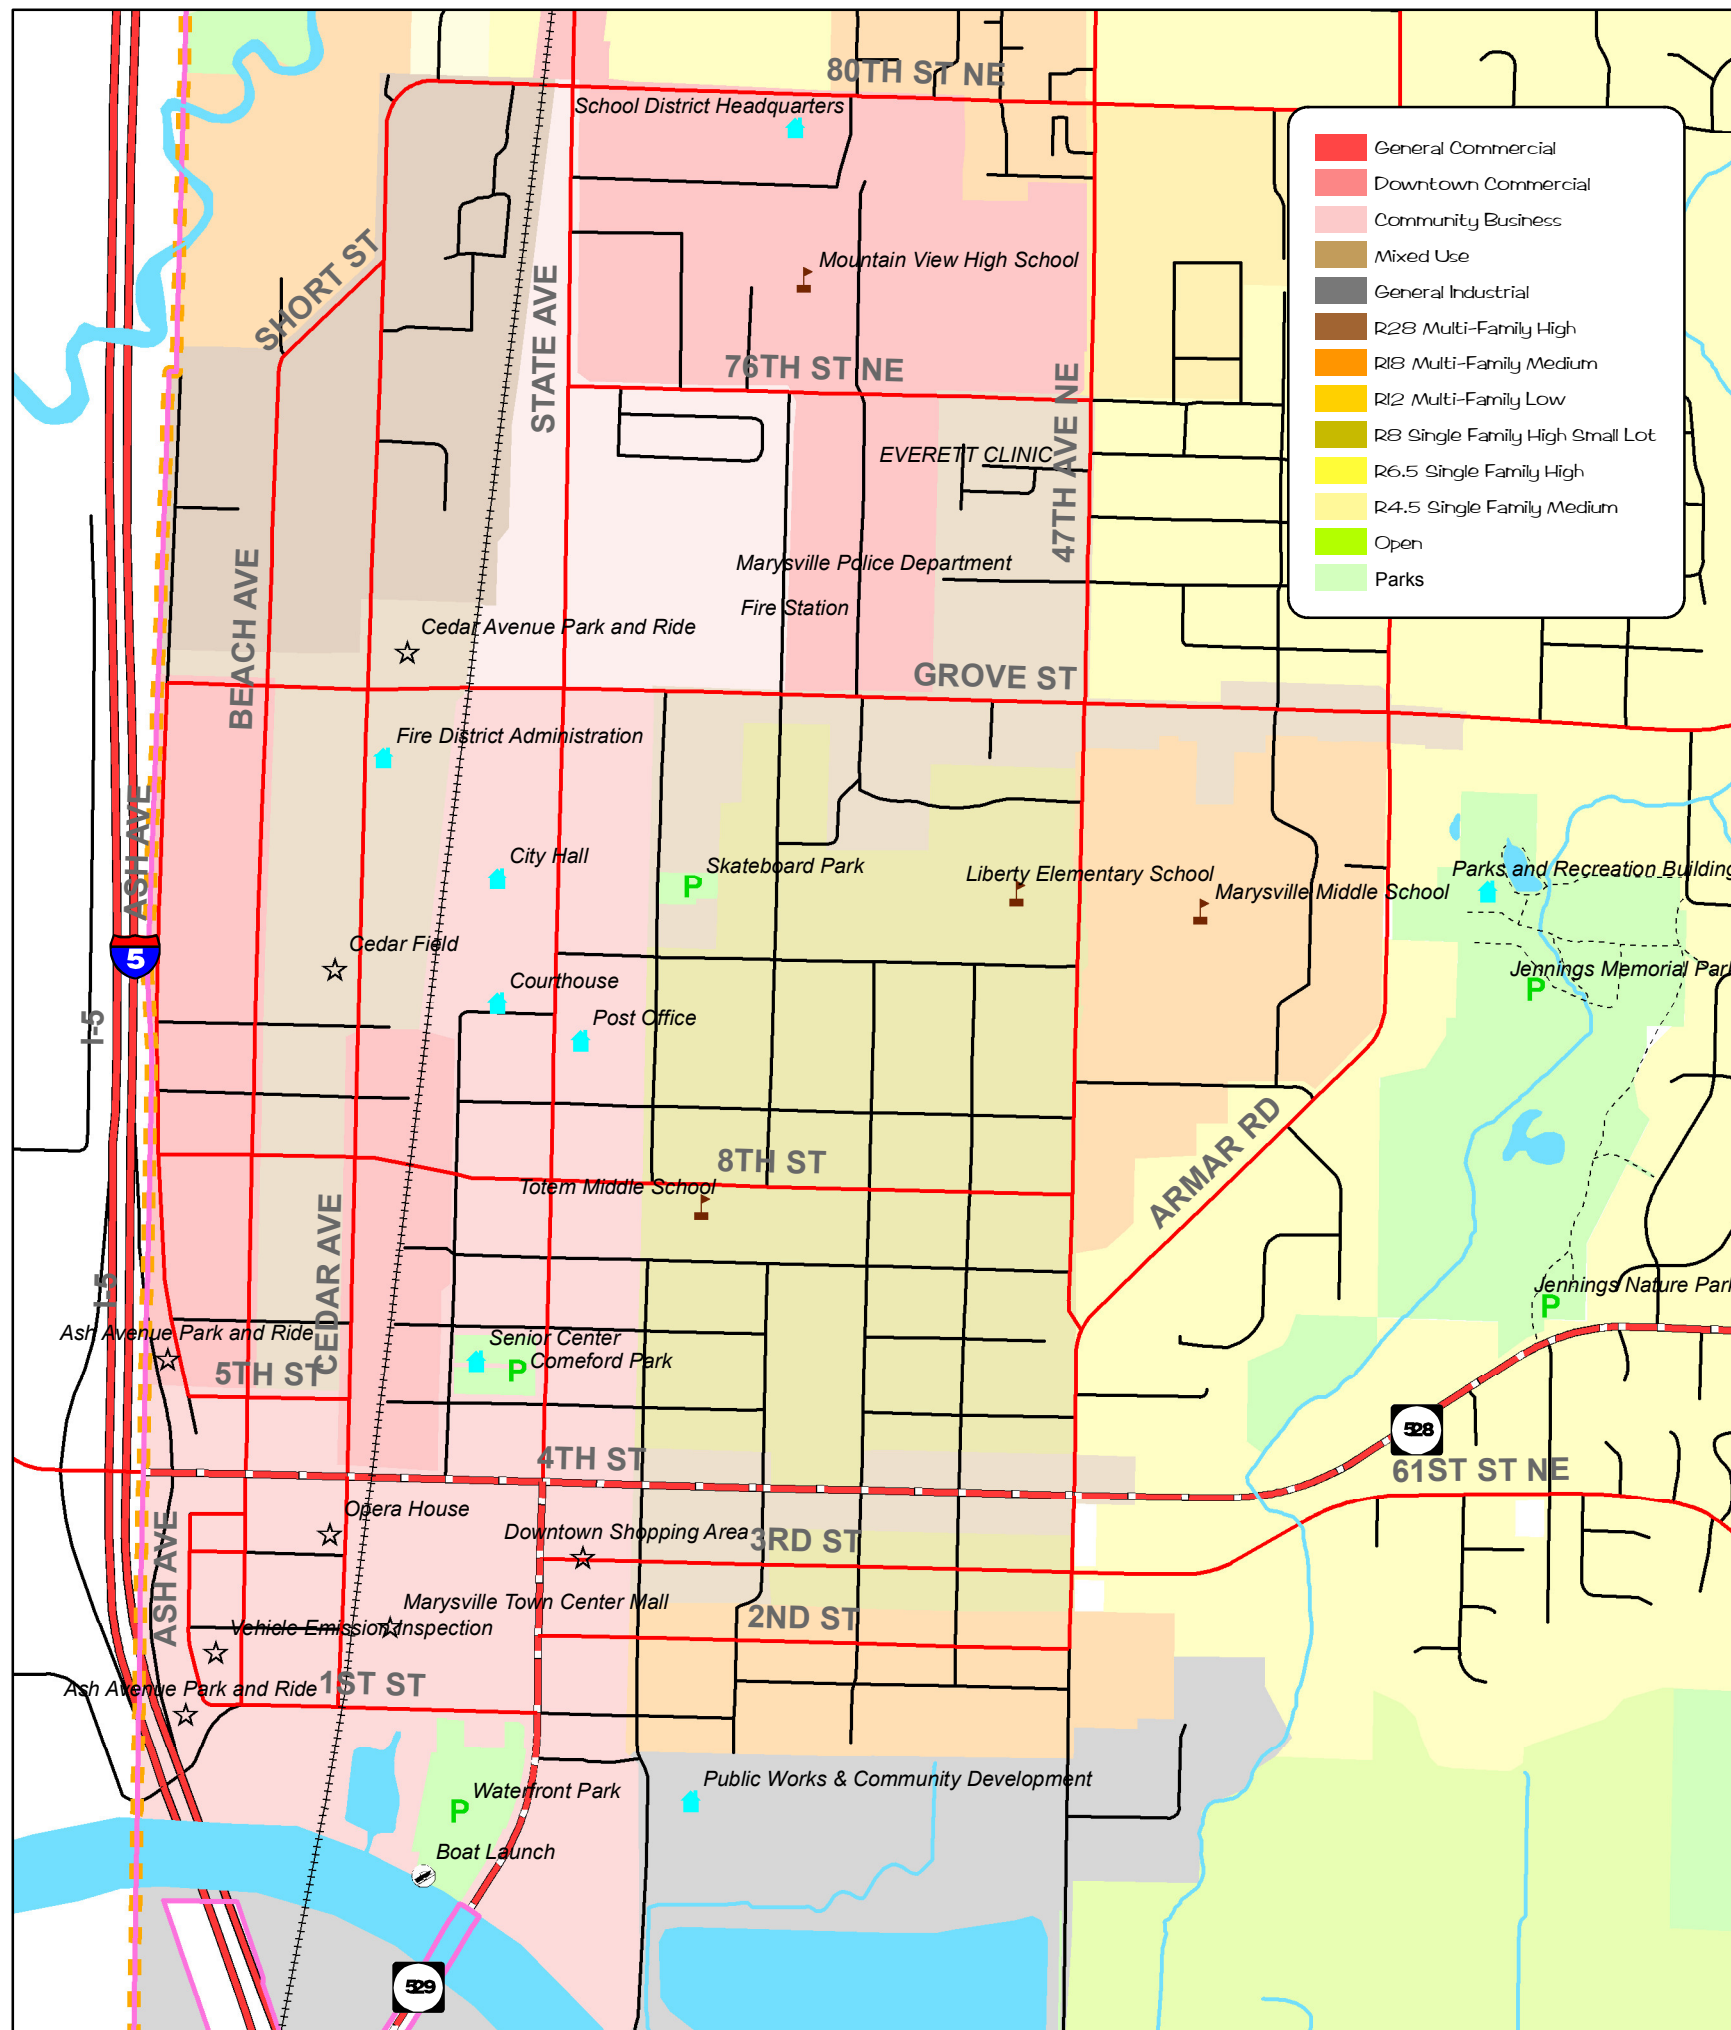 80TH ST NE
School District Headquarters
General Commercial
Downtown Commercial
Community Business
Mixed Use
General Industrial
R28 Multi-Family High
R18 Multi-Family Medium
R12 Multi-Family Low
R8 Single Family High Small Lot
R6.5 Single Family High
R4.5 Single Family Medium
Open
Parks
SHORT ST
Mountain View High School
STATE AVE
76TH ST NE
47TH AVE NE
EVERETT CLINIC
Marysville Police Department
Fire Station
BEACH AVE
Cedar Avenue Park and Ride
GROVE ST
Fire District Administration
ASH AVE
City Hall
Skateboard Park
P
Liberty Elementary School
Marysville Middle School
Parks and Recreation Building
5
Cedar Field
Courthouse
Post Office
Jennings Memorial Park
P
I-5
8TH ST
ARMAR RD
Totem Middle School
CEDAR AVE
I-5
Jennings Nature Park
P
Ash Avenue Park and Ride
5TH ST
Senior Center
Comeford Park
P
528
4TH ST
61ST ST NE
Opera House
Downtown Shopping Area
3RD ST
ASH AVE
Marysville Town Center Mall
Vehicle Emission Inspection
2ND ST
Ash Avenue Park and Ride
1ST ST
Public Works & Community Development
Waterfront Park
P
Boat Launch
529